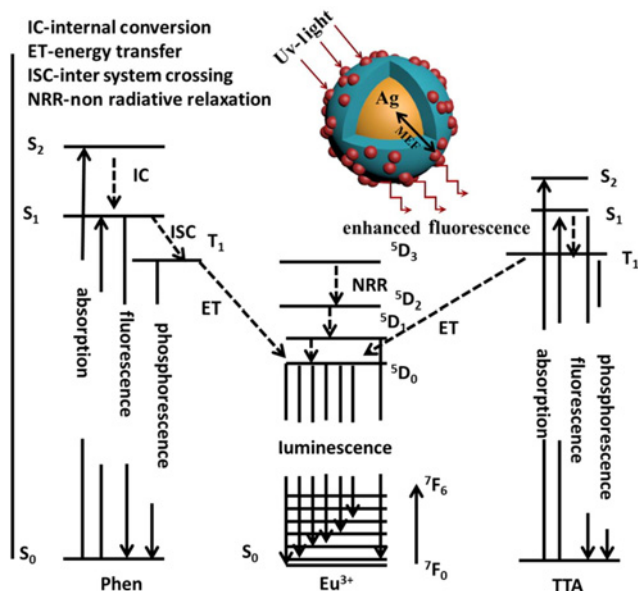 IC-internal conversion
ET-energy transfer
ISC-inter system crossing
NRR-non radiative relaxation
Uv-light
Ag
MEF
enhanced fluorescence
S₂
IC
S₁
ISC
T₁
ET
absorption
fluorescence
phosphorescence
S₀
Phen
⁵D₃
NRR
⁵D₂
⁵D₁
⁵D₀
luminescence
⁷F₆
S₀
⁷F₀
Eu³⁺
S₂
S₁
T₁
ET
absorption
fluorescence
phosphorescence
TTA